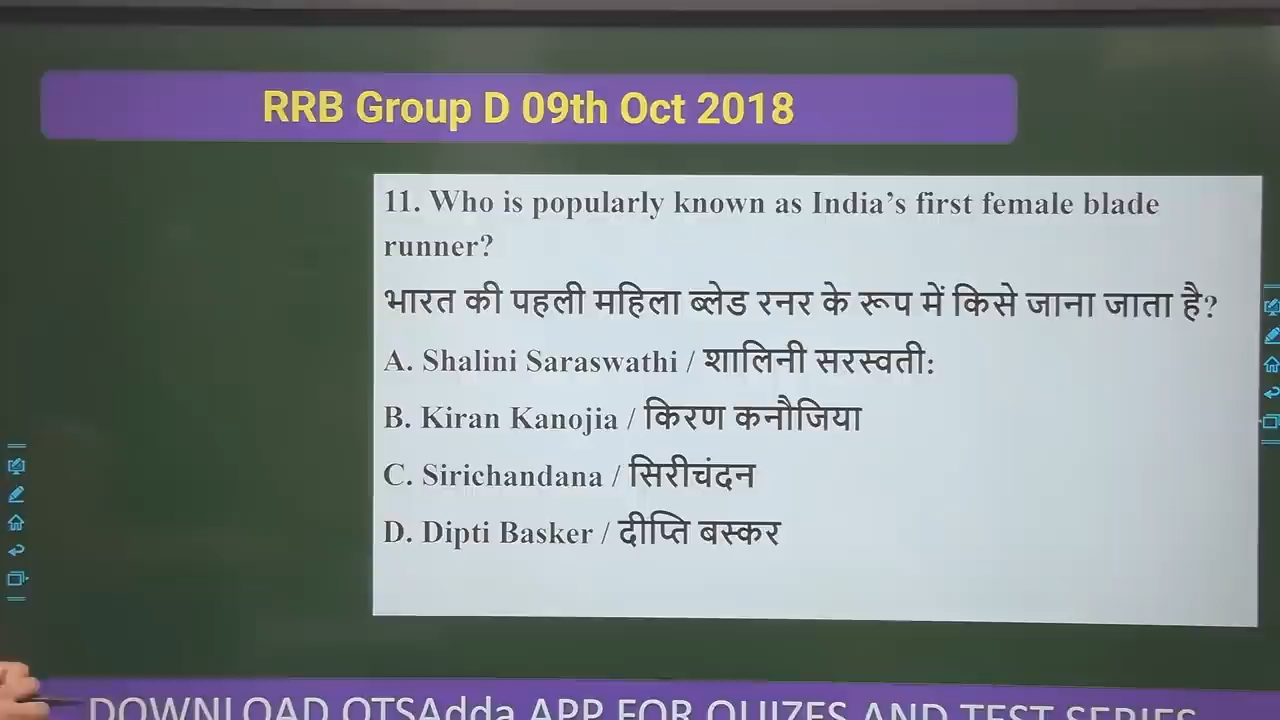 RRB Group D 09th Oct 2018
11. Who is popularly known as India’s first female blade
runner?
भारत की पहली महिला ब्लेड रनर के रूप में किसे जाना जाता है?
A. Shalini Saraswathi / शालिनी सरस्वती:
B. Kiran Kanojia / किरण कनौजिया
C. Sirichandana / सिरीचंदन
D. Dipti Basker / दीप्ति बस्कर
DOWNLOAD OTSAdda APP FOR QUIZES AND TEST SERIES